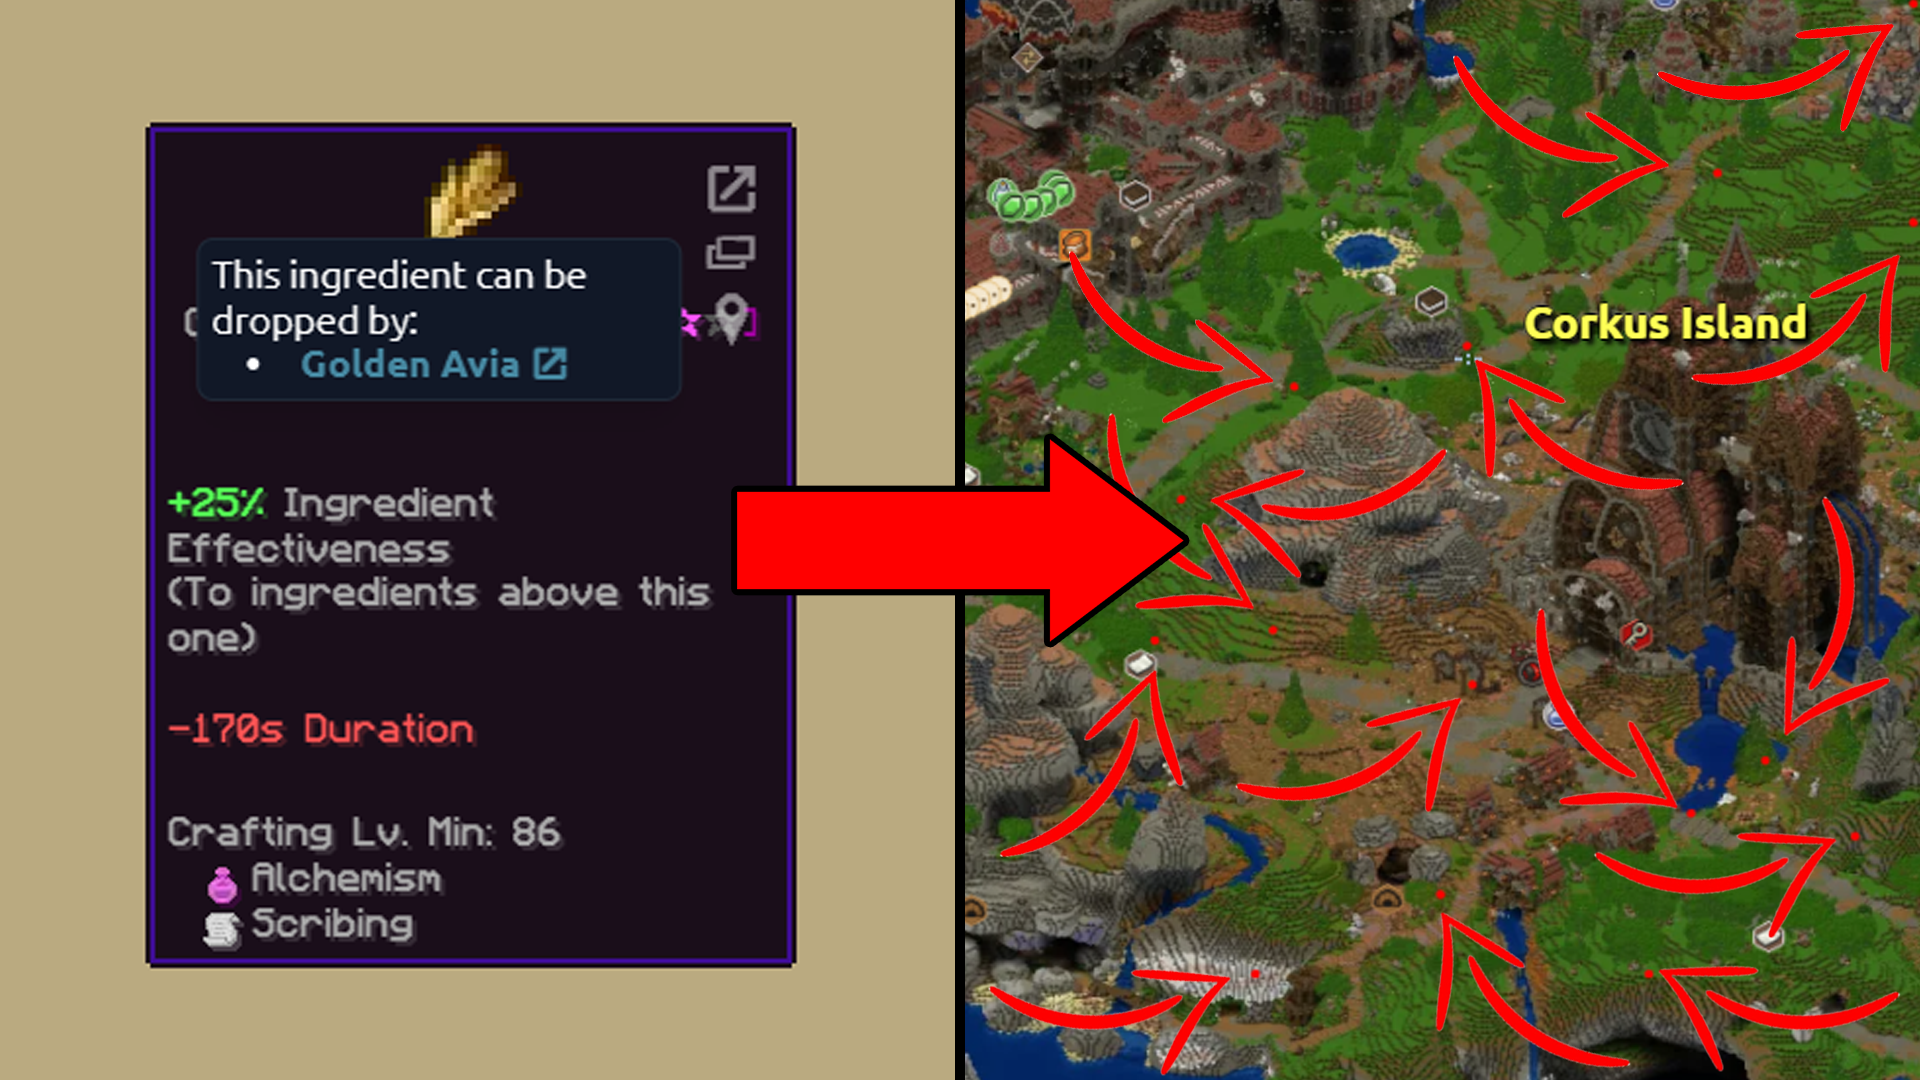 This ingredient can be
dropped by:
• Golden Avia
+25% Ingredient
Effectiveness
(To ingredients above this
one)
-170s Duration
Crafting Lv. Min: 86
Alchemism
Scribing
Corkus Island